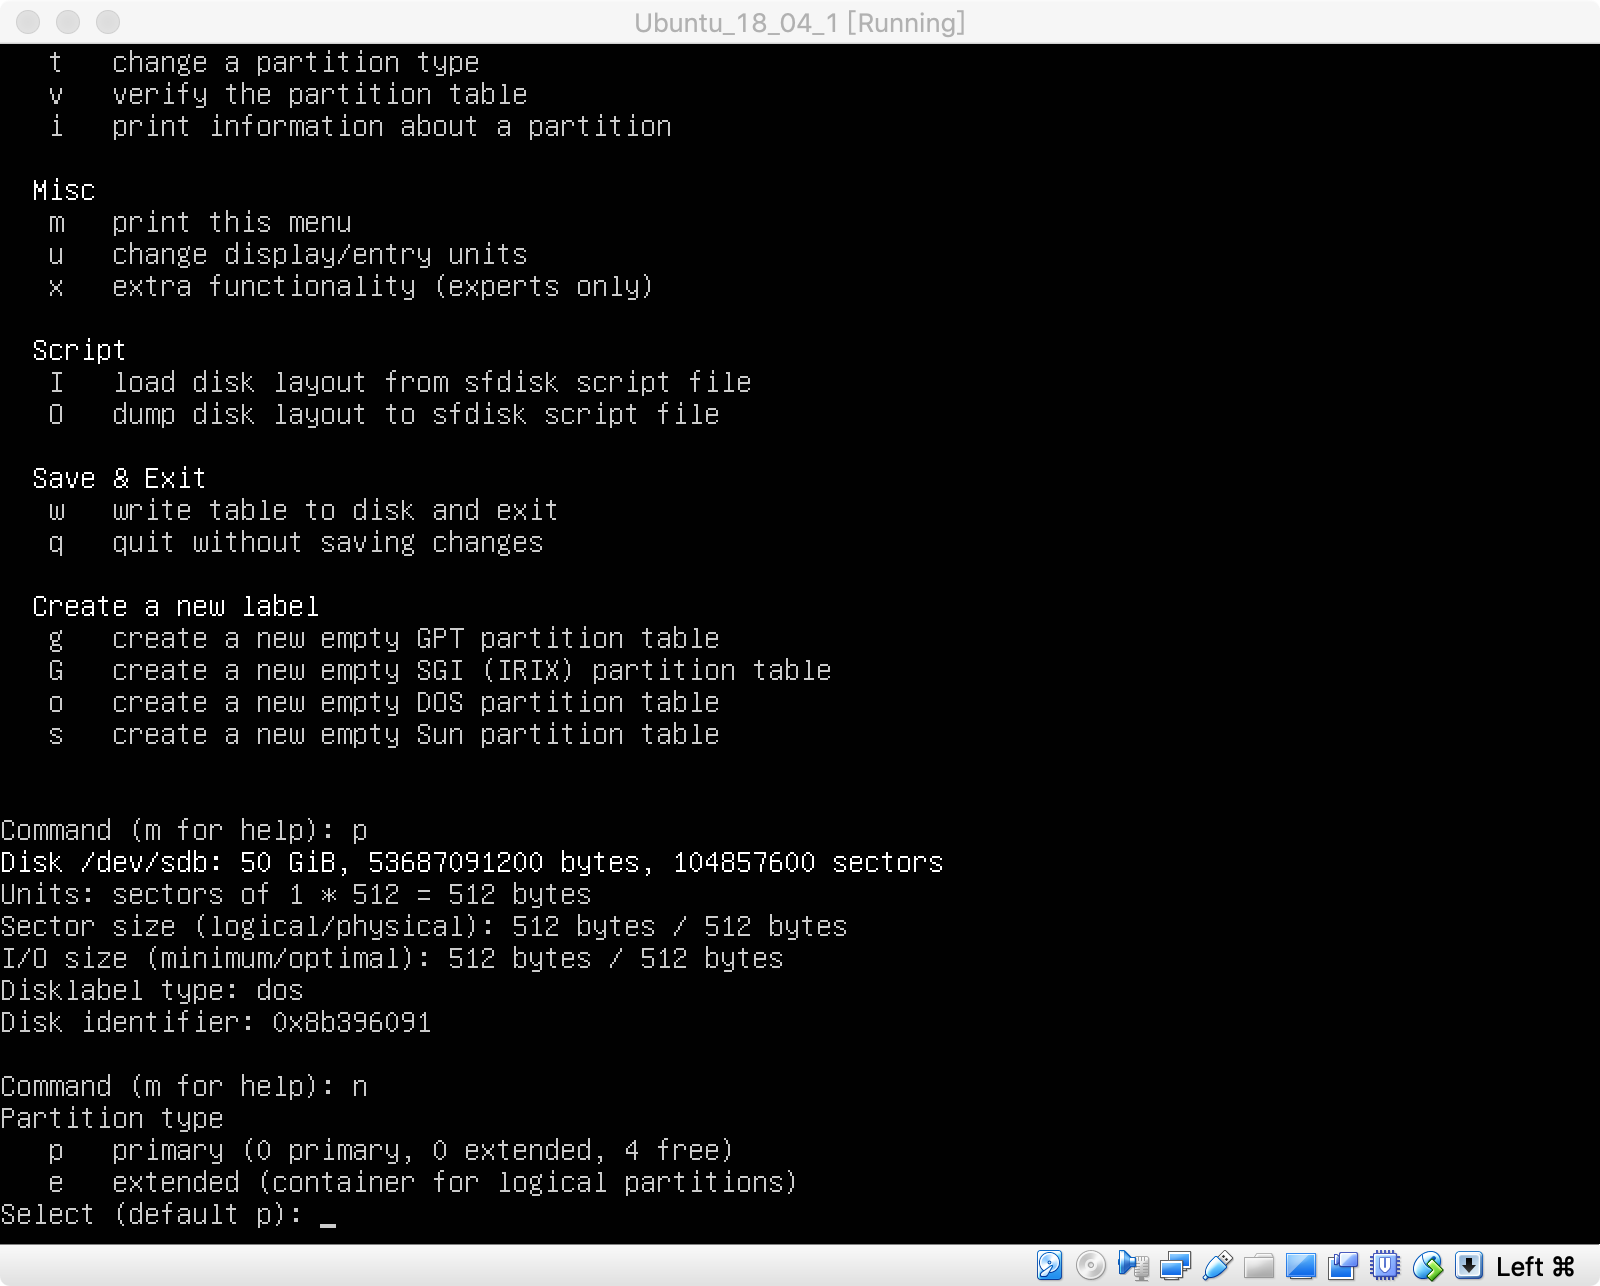 Ubuntu_18_04_1 [Running]
t   change a partition type
v   verify the partition table
i   print information about a partition
Misc
m   print this menu
u   change display/entry units
x   extra functionality (experts only)
Script
I   load disk layout from sfdisk script file
O   dump disk layout to sfdisk script file
Save & Exit
w   write table to disk and exit
q   quit without saving changes
Create a new label
g   create a new empty GPT partition table
G   create a new empty SGI (IRIX) partition table
o   create a new empty DOS partition table
s   create a new empty Sun partition table
Command (m for help): p
Disk /dev/sdb: 50 GiB, 53687091200 bytes, 104857600 sectors
Units: sectors of 1 * 512 = 512 bytes
Sector size (logical/physical): 512 bytes / 512 bytes
I/O size (minimum/optimal): 512 bytes / 512 bytes
Disklabel type: dos
Disk identifier: 0x8b396091
Command (m for help): n
Partition type
p   primary (0 primary, 0 extended, 4 free)
e   extended (container for logical partitions)
Select (default p): _
Left ⌘